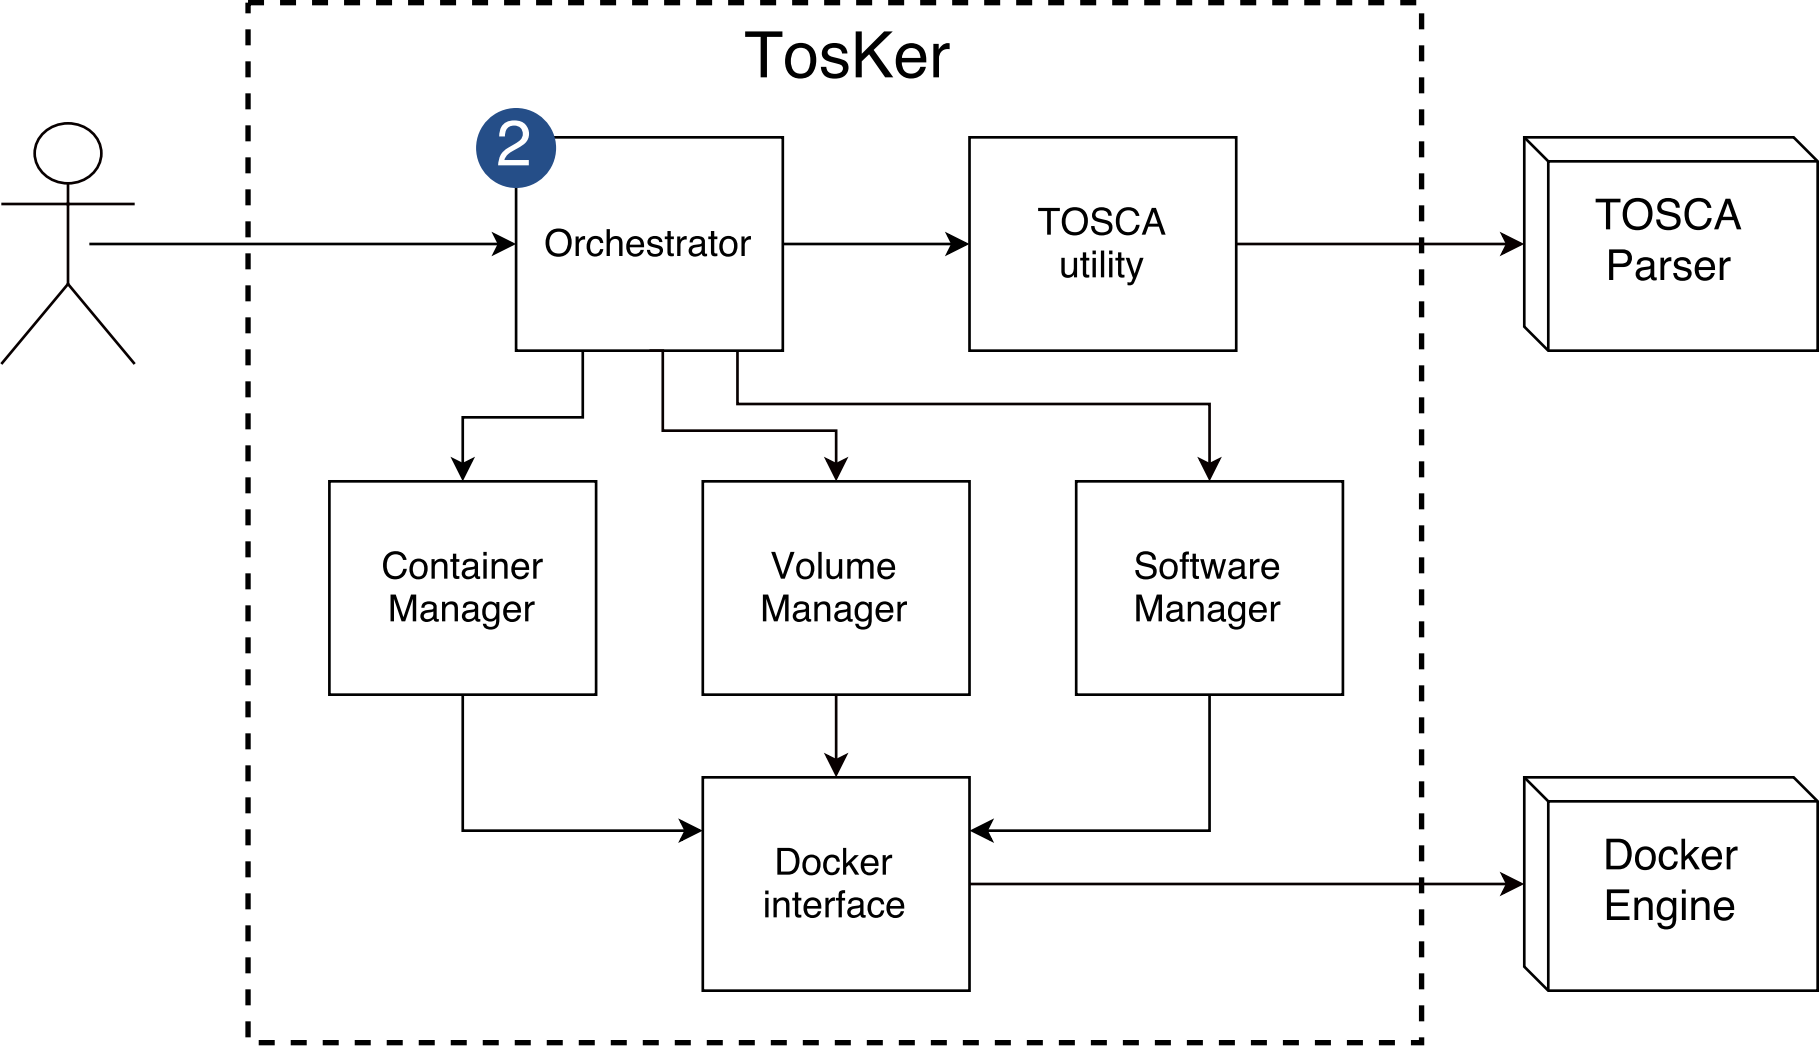 TosKer
2
Orchestrator
TOSCA
utility
TOSCA
Parser
Container
Manager
Volume
Manager
Software
Manager
Docker
interface
Docker
Engine